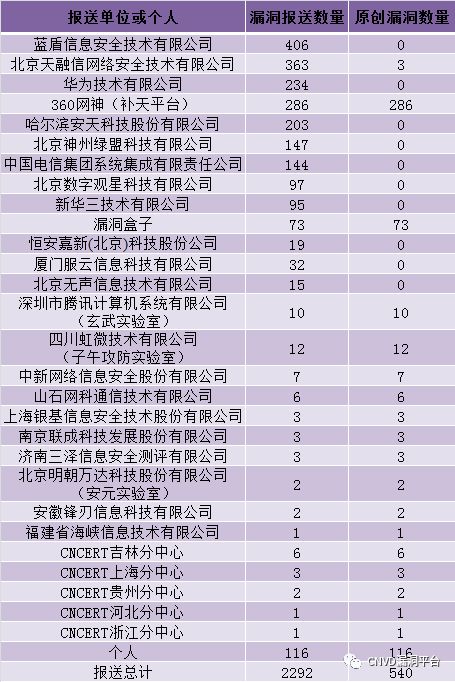 报送单位或个人 漏洞报送数量 原创漏洞数量
蓝盾信息安全技术有限公司 406 0
北京天融信网络安全技术有限公司 363 3
华为技术有限公司 234 0
360网神（补天平台） 286 286
哈尔滨安天科技股份有限公司 203 0
北京神州绿盟科技有限公司 147 0
中国电信集团系统集成有限责任公司 144 0
北京数字观星科技有限公司 97 0
新华三技术有限公司 95 0
漏洞盒子 73 73
恒安嘉新(北京)科技股份公司 19 0
厦门服云信息科技有限公司 32 0
北京无声信息技术有限公司 15 0
深圳市腾讯计算机系统有限公司
（玄武实验室） 10 10
四川虹微技术有限公司
（子午攻防实验室） 12 12
中新网络信息安全股份有限公司 7 7
山石网科通信技术有限公司 6 6
上海银基信息安全技术股份有限公司 3 3
南京联成科技发展股份有限公司 3 3
济南三泽信息安全测评有限公司 3 3
北京明朝万达科技股份有限公司
（安元实验室） 2 2
安徽锋刃信息科技有限公司 2 2
福建省海峡信息技术有限公司 1 1
CNCERT吉林分中心 6 6
CNCERT上海分中心 3 3
CNCERT贵州分中心 2 2
CNCERT河北分中心 1 1
CNCERT浙江分中心 1 1
个人 116 116
报送总计 2292 540
CNVD漏洞平台